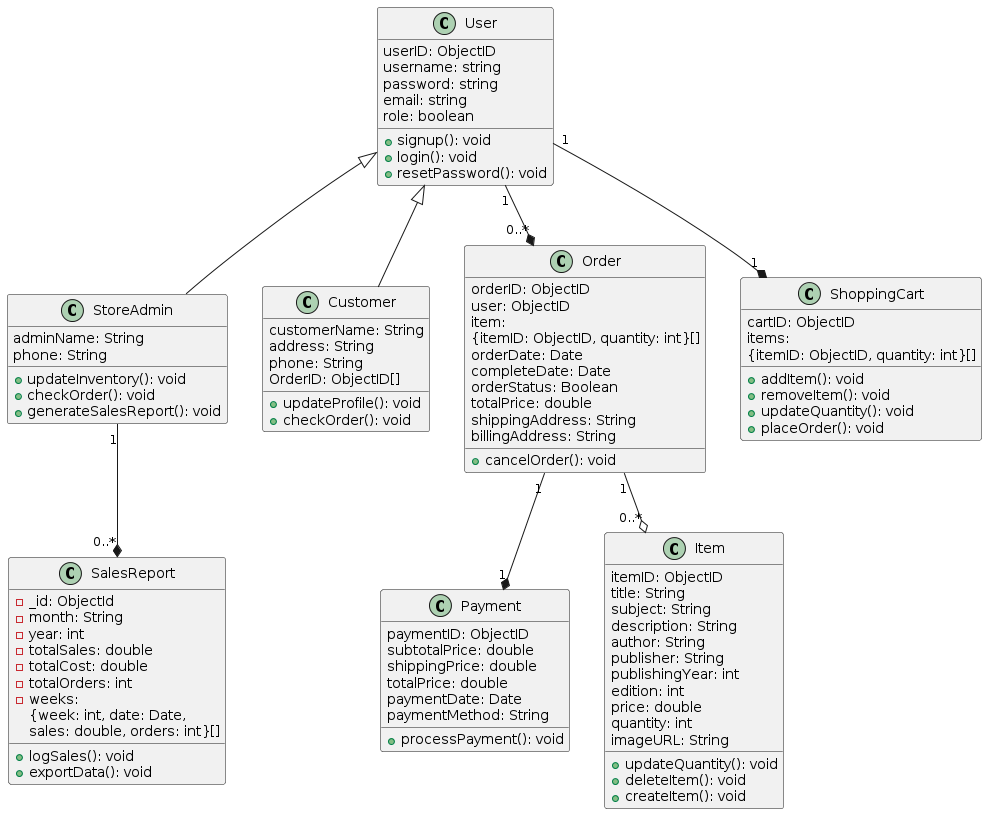 C User
userID: ObjectID
username: string
password: string
email: string
role: boolean
signup(): void
login(): void
resetPassword(): void
1
1
0..*
1
C StoreAdmin
adminName: String
phone: String
updateInventory(): void
checkOrder(): void
generateSalesReport(): void
1
0..*
C Customer
customerName: String
address: String
phone: String
OrderID: ObjectID[]
updateProfile(): void
checkOrder(): void
C Order
orderID: ObjectID
user: ObjectID
item:
{itemID: ObjectID, quantity: int}[]
orderDate: Date
completeDate: Date
orderStatus: Boolean
totalPrice: double
shippingAddress: String
billingAddress: String
cancelOrder(): void
1
1
1
0..*
C ShoppingCart
cartID: ObjectID
items:
{itemID: ObjectID, quantity: int}[]
addItem(): void
removeItem(): void
updateQuantity(): void
placeOrder(): void
C SalesReport
_id: ObjectId
month: String
year: int
totalSales: double
totalCost: double
totalOrders: int
weeks:
{week: int, date: Date,
sales: double, orders: int}[]
logSales(): void
exportData(): void
C Payment
paymentID: ObjectID
subtotalPrice: double
shippingPrice: double
totalPrice: double
paymentDate: Date
paymentMethod: String
processPayment(): void
C Item
itemID: ObjectID
title: String
subject: String
description: String
author: String
publisher: String
publishingYear: int
edition: int
price: double
quantity: int
imageURL: String
updateQuantity(): void
deleteItem(): void
createItem(): void